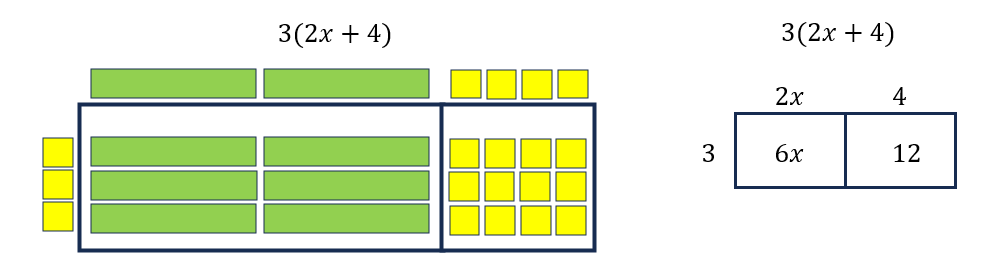 3(2x + 4)
3(2x + 4)
2x 4
3 6x 12